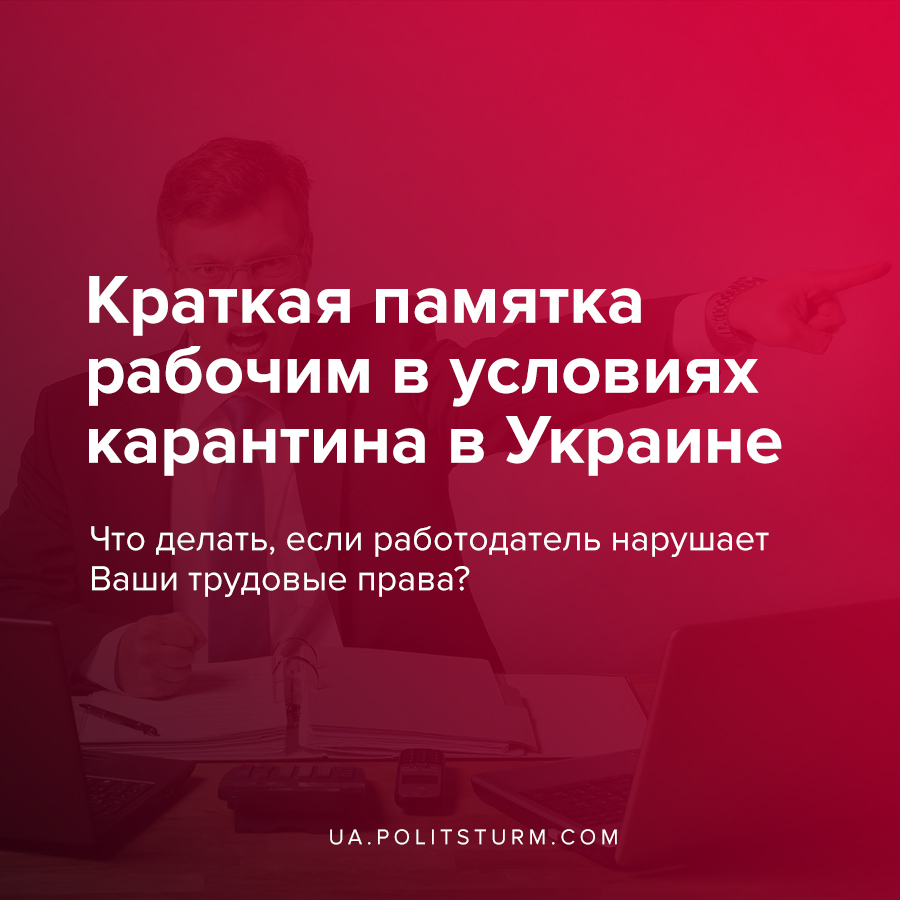 Краткая памятка
рабочим в условиях
карантина в Украине
Что делать, если работодатель нарушает
Ваши трудовые права?
UA.POLITSTURM.COM